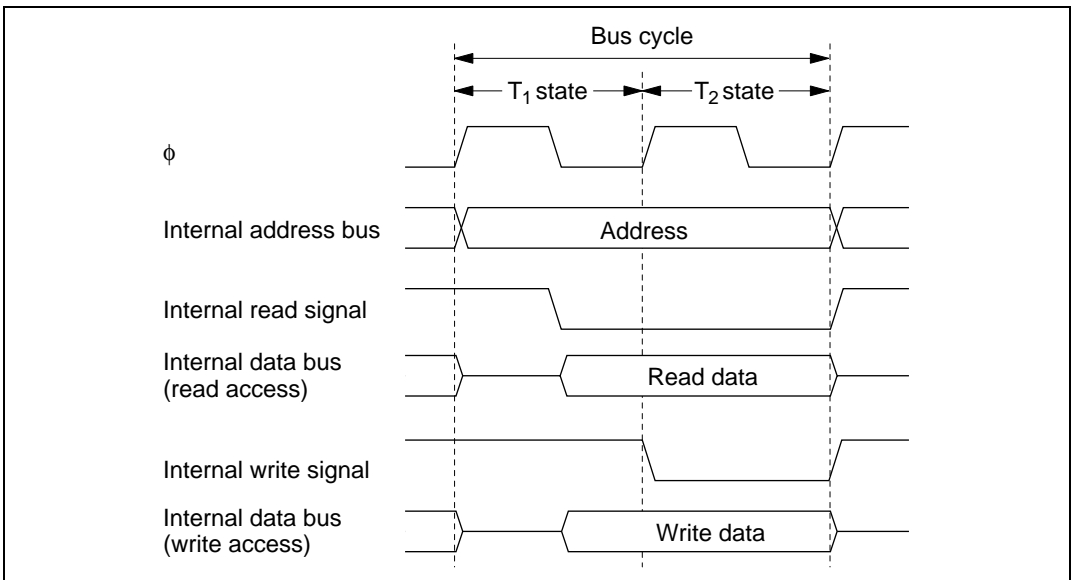 Bus cycle
T1 state
T2 state
ϕ
Internal address bus
Address
Internal read signal
Internal data bus
(read access)
Read data
Internal write signal
Internal data bus
(write access)
Write data